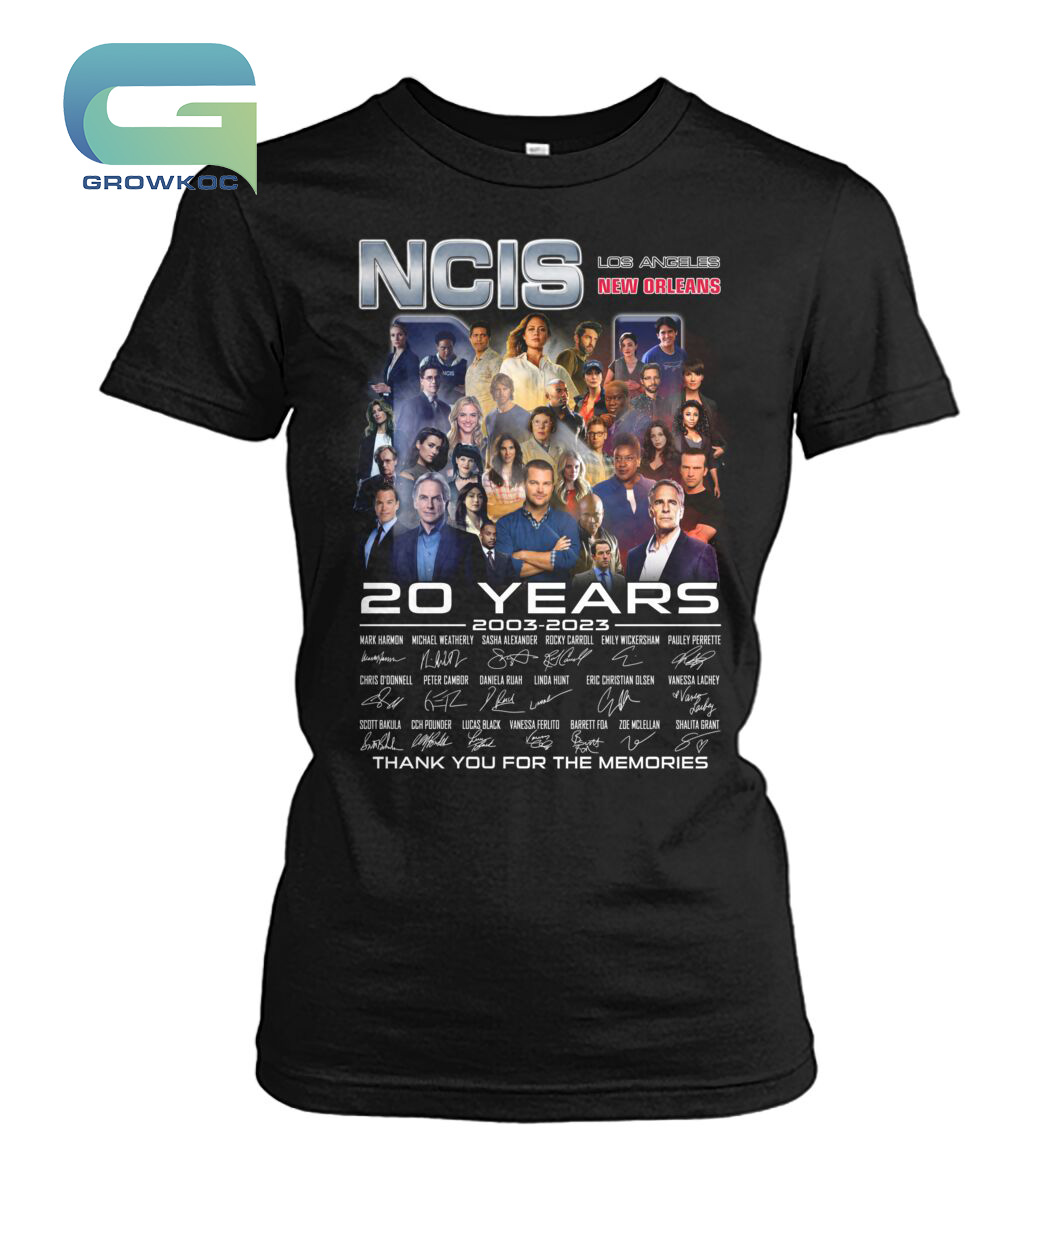 GROWKOC
NCIS
LOS ANGELES
NEW ORLEANS
NCIS
20 YEARS
2003-2023
MARK HARMON MICHAEL WEATHERLY SASHA ALEXANDER ROCKY CARROLL EMILY WICKERSHAM PAULEY PERRETTE
CHRIS O'DONNELL PETER CAMBOR DANIELA RUAH LINDA HUNT ERIC CHRISTIAN OLSEN VANESSA LACHEY
SCOTT BAKULA CCH POUNDER LUCAS BLACK VANESSA FERLITO BARRETT FOA ZOE MCLELLAN SHALITA GRANT
THANK YOU FOR THE MEMORIES